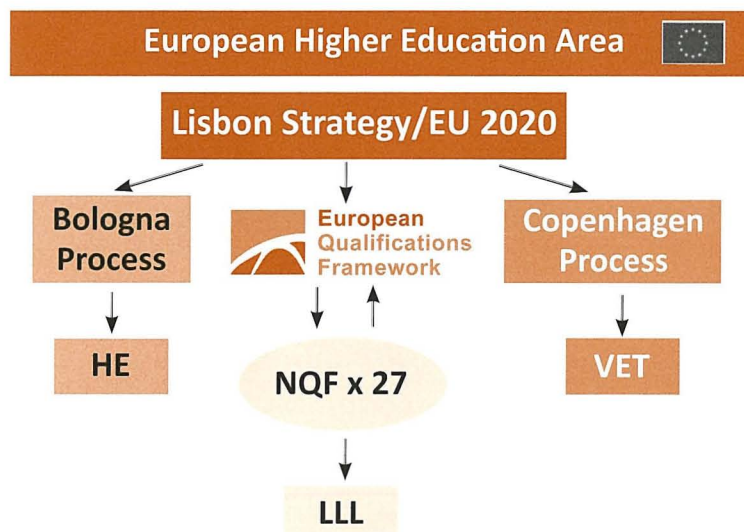 European Higher Education Area
Lisbon Strategy/EU 2020
Bologna
Process
European
Qualifications
Framework
Copenhagen
Process
HE
NQF x 27
VET
LLL